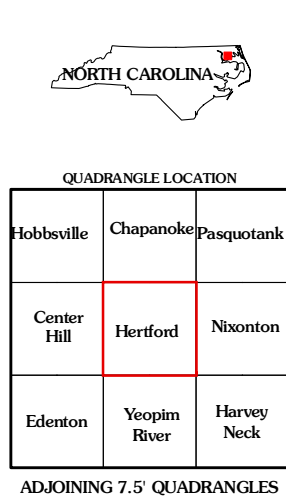 NORTH CAROLINA
QUADRANGLE LOCATION
Hobbsville Chapanoke Pasquotank
Center
Hill
Hertford
Nixonton
Edenton
Yeopim
River
Harvey
Neck
ADJOINING 7.5' QUADRANGLES